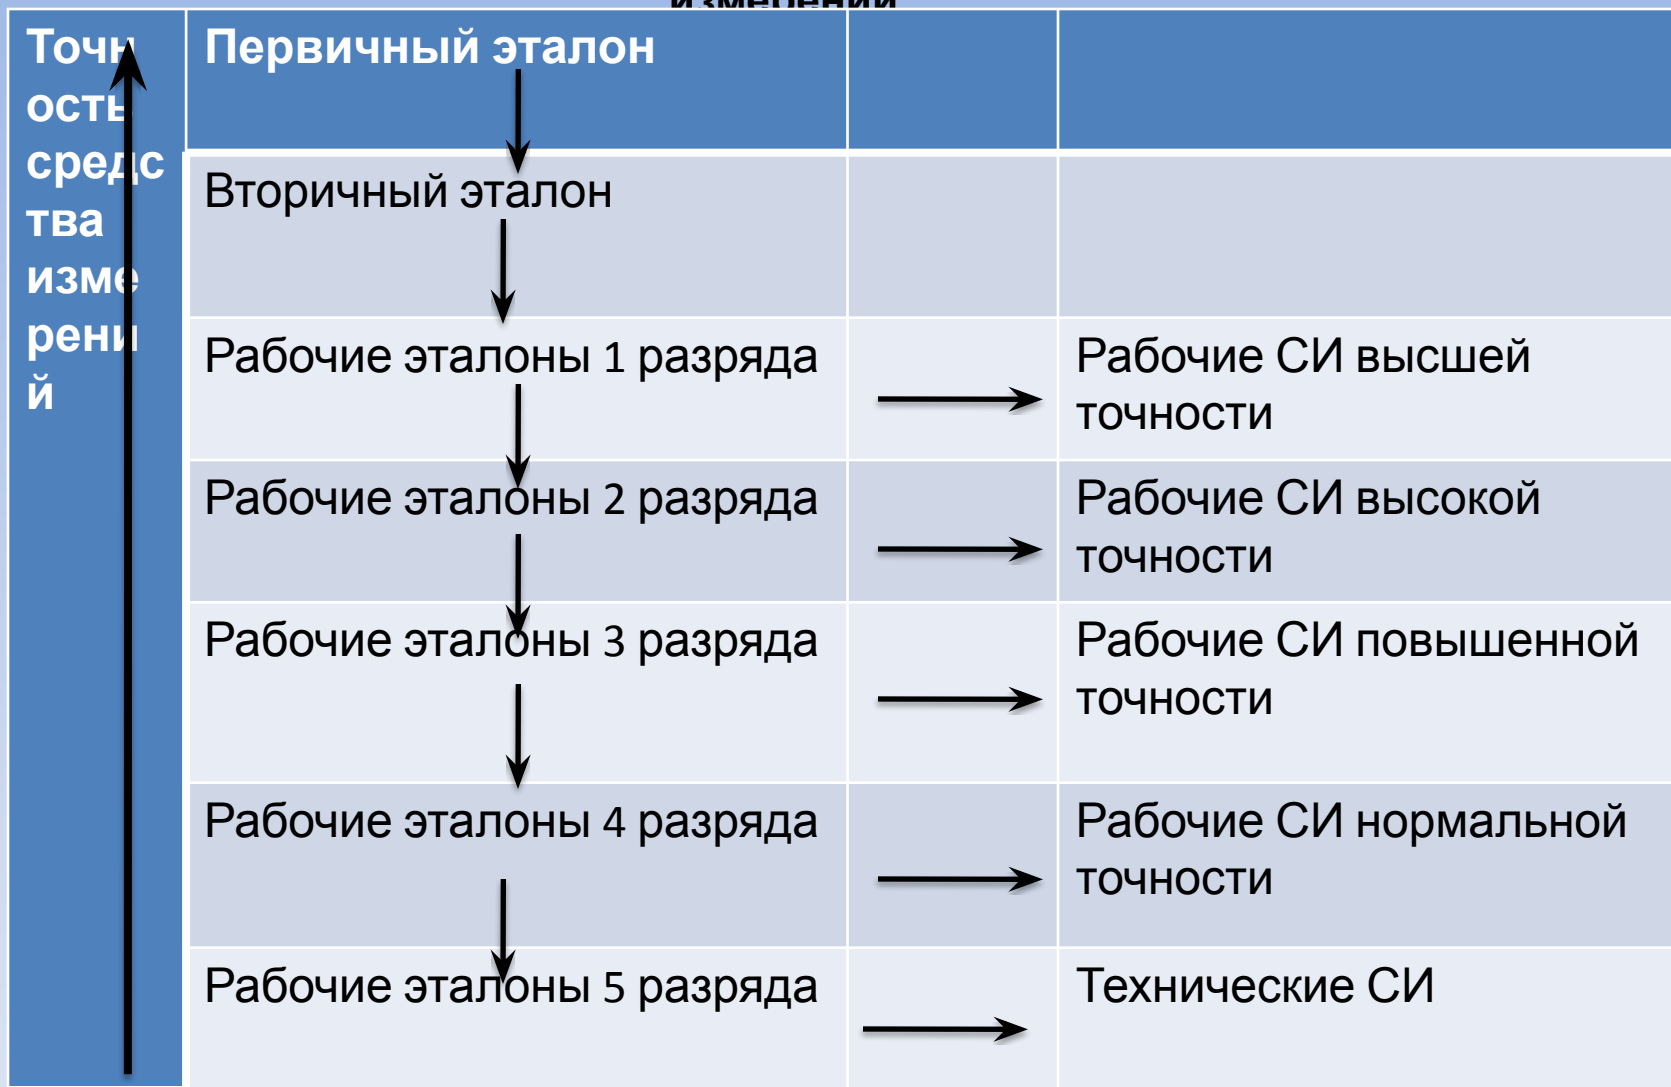 измерений
Точн
ость
средс
тва
изме
рени
й
Первичный эталон
Вторичный эталон
Рабочие эталоны 1 разряда
Рабочие СИ высшей
точности
Рабочие эталоны 2 разряда
Рабочие СИ высокой
точности
Рабочие эталоны 3 разряда
Рабочие СИ повышенной
точности
Рабочие эталоны 4 разряда
Рабочие СИ нормальной
точности
Рабочие эталоны 5 разряда
Технические СИ